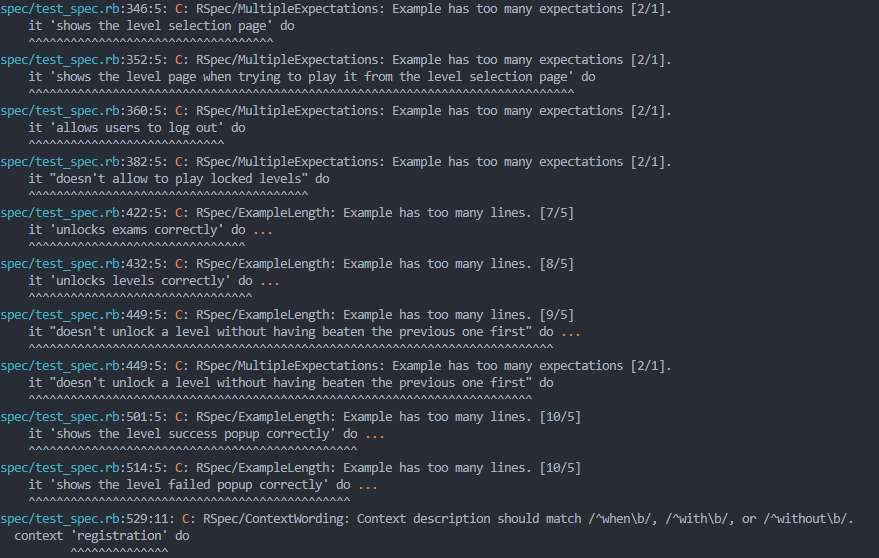 spec/test_spec.rb:346:5: C: RSpec/MultipleExpectations: Example has too many expectations [2/1].
    it 'shows the level selection page' do
    ^^^^^^^^^^^^^^^^^^^^^^^^^^^^^^^^^^^
spec/test_spec.rb:352:5: C: RSpec/MultipleExpectations: Example has too many expectations [2/1].
    it 'shows the level page when trying to play it from the level selection page' do
    ^^^^^^^^^^^^^^^^^^^^^^^^^^^^^^^^^^^^^^^^^^^^^^^^^^^^^^^^^^^^^^^^^^^^^^^^^^^^^^
spec/test_spec.rb:360:5: C: RSpec/MultipleExpectations: Example has too many expectations [2/1].
    it 'allows users to log out' do
    ^^^^^^^^^^^^^^^^^^^^^^^^^^^^
spec/test_spec.rb:382:5: C: RSpec/MultipleExpectations: Example has too many expectations [2/1].
    it "doesn't allow to play locked levels" do
    ^^^^^^^^^^^^^^^^^^^^^^^^^^^^^^^^^^^^^^^^
spec/test_spec.rb:422:5: C: RSpec/ExampleLength: Example has too many lines. [7/5]
    it 'unlocks exams correctly' do ...
    ^^^^^^^^^^^^^^^^^^^^^^^^^^^^^^^
spec/test_spec.rb:432:5: C: RSpec/ExampleLength: Example has too many lines. [8/5]
    it 'unlocks levels correctly' do ...
    ^^^^^^^^^^^^^^^^^^^^^^^^^^^^^^^^
spec/test_spec.rb:449:5: C: RSpec/ExampleLength: Example has too many lines. [9/5]
    it "doesn't unlock a level without having beaten the previous one first" do ...
    ^^^^^^^^^^^^^^^^^^^^^^^^^^^^^^^^^^^^^^^^^^^^^^^^^^^^^^^^^^^^^^^^^^^^^^^^^^^
spec/test_spec.rb:449:5: C: RSpec/MultipleExpectations: Example has too many expectations [2/1].
    it "doesn't unlock a level without having beaten the previous one first" do
    ^^^^^^^^^^^^^^^^^^^^^^^^^^^^^^^^^^^^^^^^^^^^^^^^^^^^^^^^^^^^^^^^^^^^^^^^
spec/test_spec.rb:501:5: C: RSpec/ExampleLength: Example has too many lines. [10/5]
    it 'shows the level success popup correctly' do ...
    ^^^^^^^^^^^^^^^^^^^^^^^^^^^^^^^^^^^^^^^^^^^^^^^
spec/test_spec.rb:514:5: C: RSpec/ExampleLength: Example has too many lines. [10/5]
    it 'shows the level failed popup correctly' do ...
    ^^^^^^^^^^^^^^^^^^^^^^^^^^^^^^^^^^^^^^^^^^^^^^
spec/test_spec.rb:529:11: C: RSpec/ContextWording: Context description should match /^when\b/, /^with\b/, or /^without\b/.
  context 'registration' do
          ^^^^^^^^^^^^^^